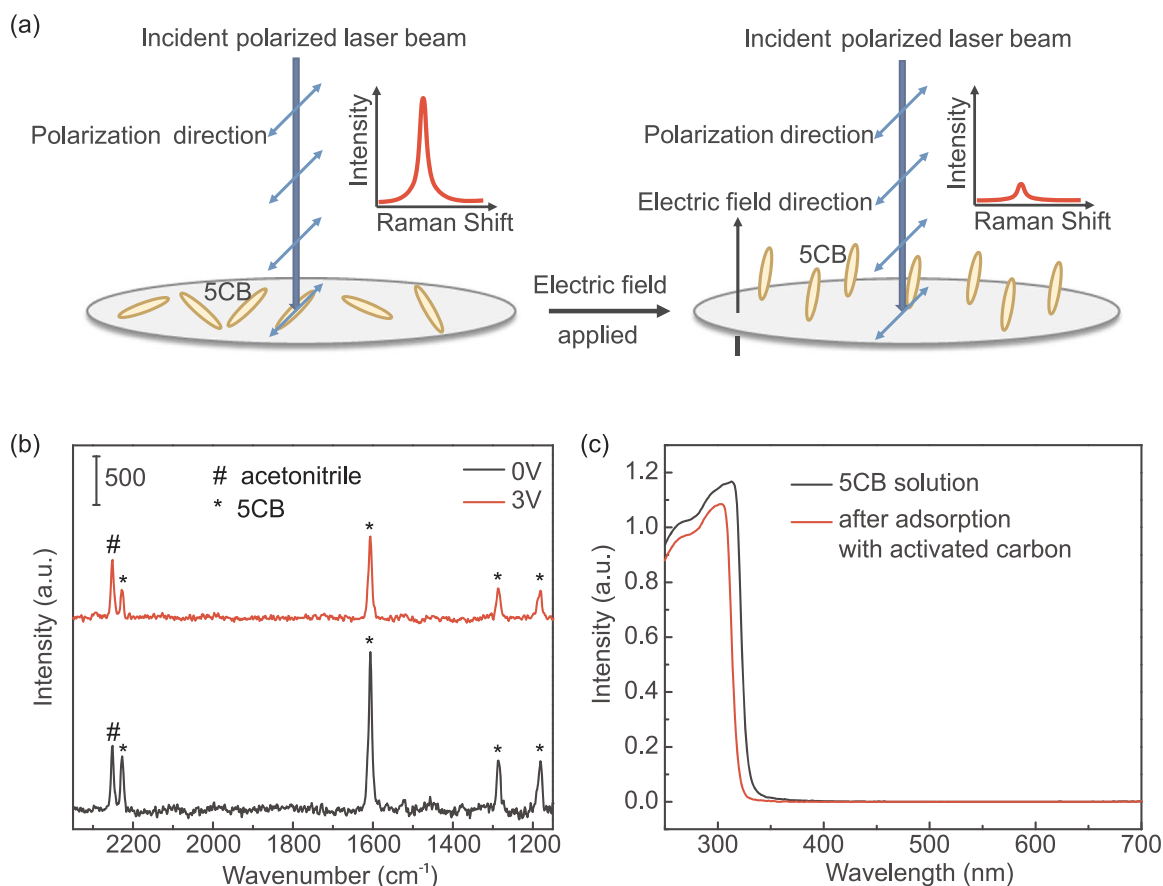 (a)
Incident polarized laser beam
Polarization direction
Intensity
Raman Shift
5CB
Electric field
applied
Incident polarized laser beam
Polarization direction
Electric field direction
Intensity
Raman Shift
5CB
(b)
500
# acetonitrile
* 5CB
0V
3V
#
*
*
*
*
#
*
*
*
*
Intensity (a.u.)
2200 2000 1800 1600 1400 1200
Wavenumber (cm⁻¹)
(c)
5CB solution
after adsorption
with activated carbon
Intensity (a.u.)
1.2
1.0
0.8
0.6
0.4
0.2
0.0
300 400 500 600 700
Wavelength (nm)